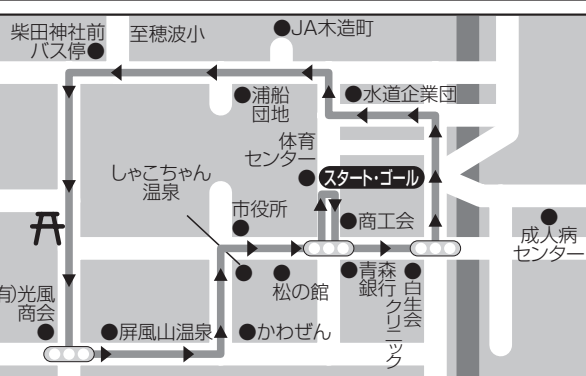 柴田神社前
バス停
至穂波小
JA木造町
浦船
団地
水道企業団
体育
センター
スタート・ゴール
しゃこちゃん
温泉
市役所
商工会
成人病
センター
松の館
青森
銀行
白生会
クリニック
有)光風
商会
屏風山温泉
かわぜん